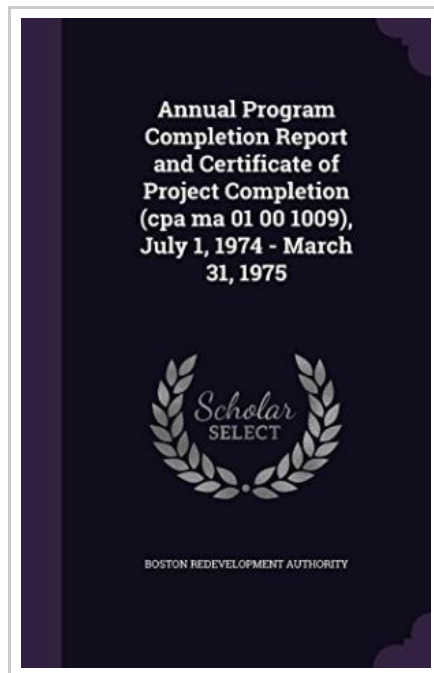 Annual Program
Completion Report
and Certificate of
Project Completion
(cpa ma 01 00 1009),
July 1, 1974 - March
31, 1975
Scholar
SELECT
BOSTON REDEVELOPMENT AUTHORITY